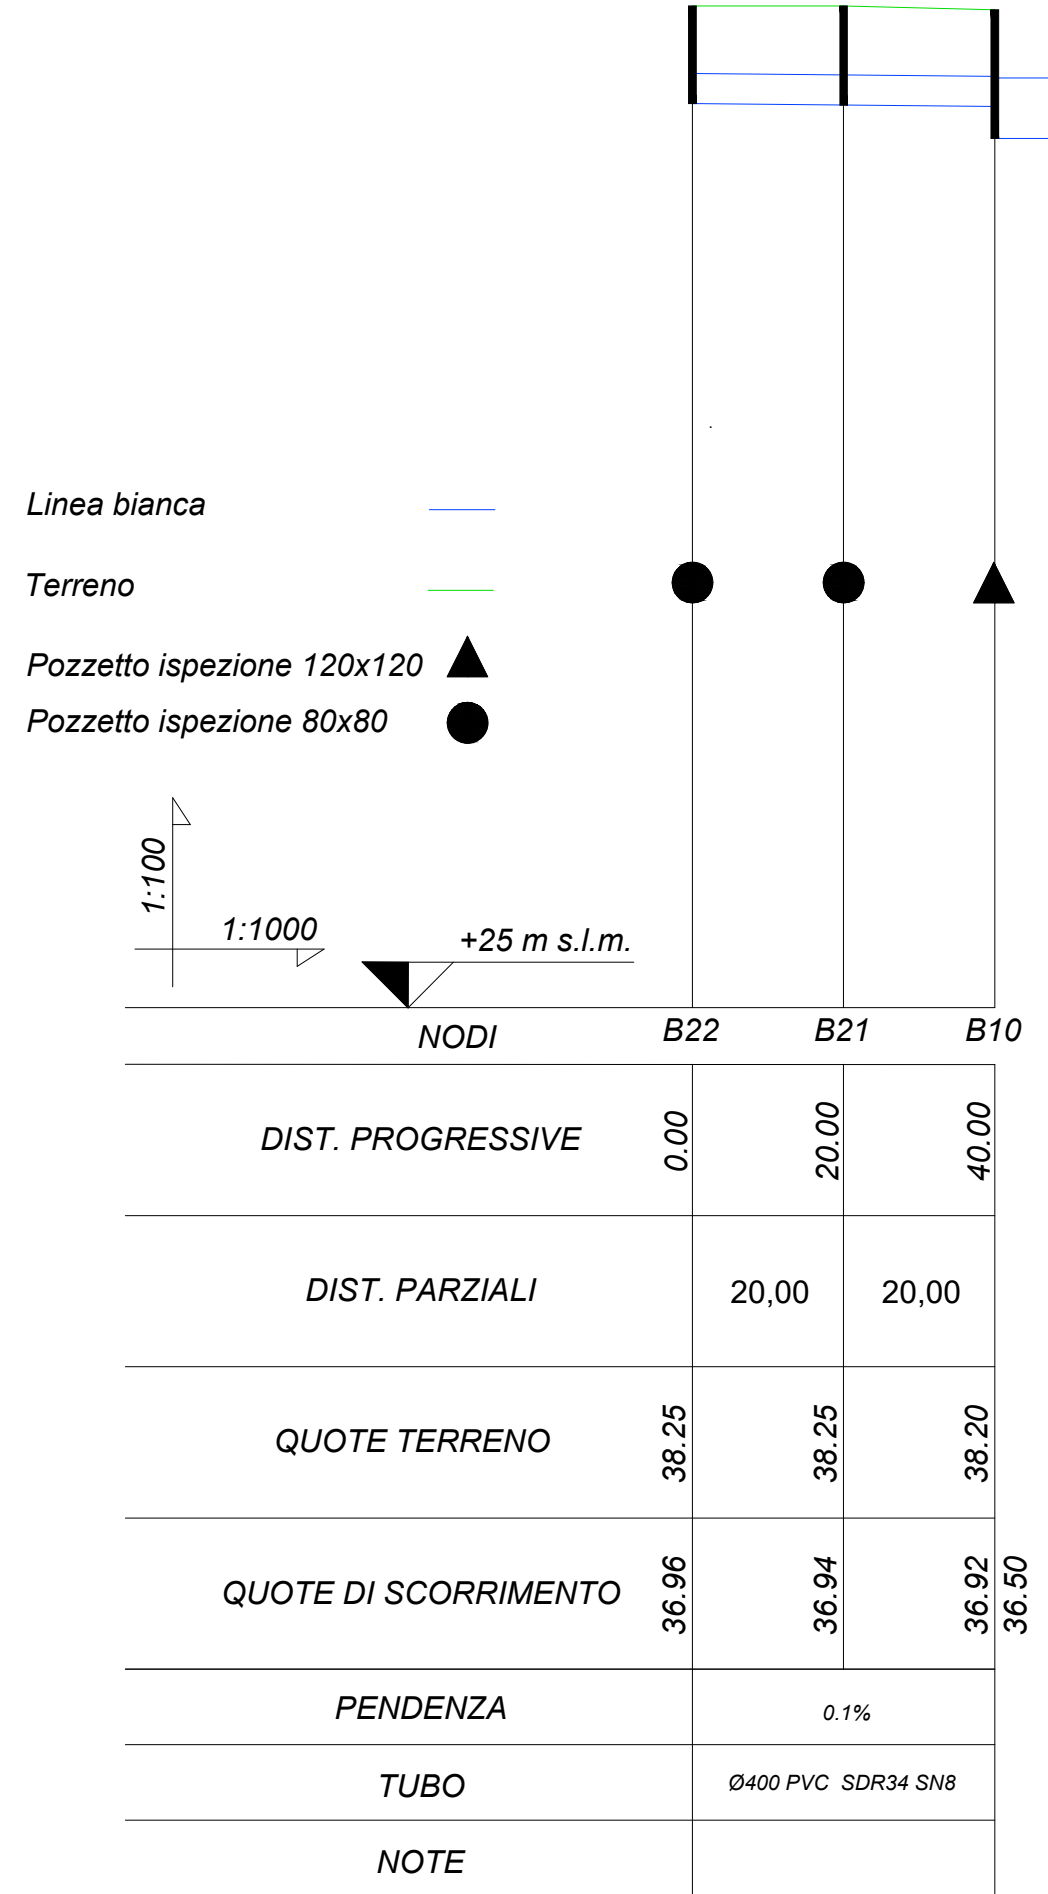 Linea bianca
Terreno
Pozzetto ispezione 120x120
Pozzetto ispezione 80x80
1:100
1:1000
+25 m s.l.m.
NODI B22 B21 B10
DIST. PROGRESSIVE 0.00 20.00 40.00
DIST. PARZIALI 20,00 20,00
QUOTE TERRENO 38.25 38.25 38.20
QUOTE DI SCORRIMENTO 36.96 36.94 36.92 36.50
PENDENZA 0.1%
TUBO Ø400 PVC SDR34 SN8
NOTE